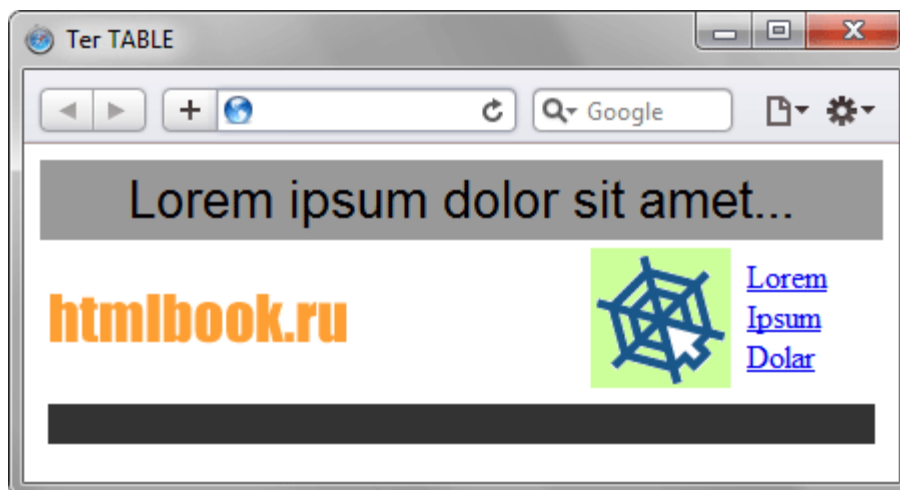 Ter TABLE
Google
Lorem ipsum dolor sit amet...
htmlbook.ru
Lorem
Ipsum
Dolar